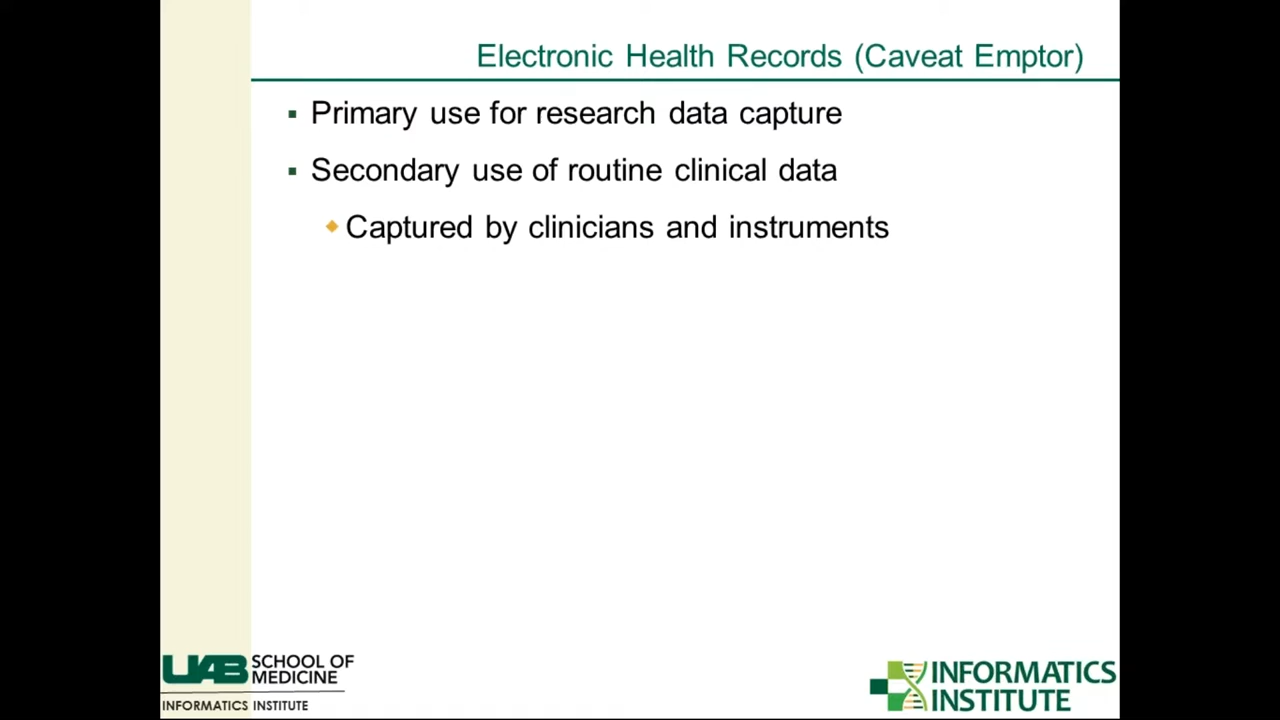 Electronic Health Records (Caveat Emptor)
Primary use for research data capture
Secondary use of routine clinical data
Captured by clinicians and instruments
UAB SCHOOL OF
MEDICINE
INFORMATICS INSTITUTE
INFORMATICS
INSTITUTE